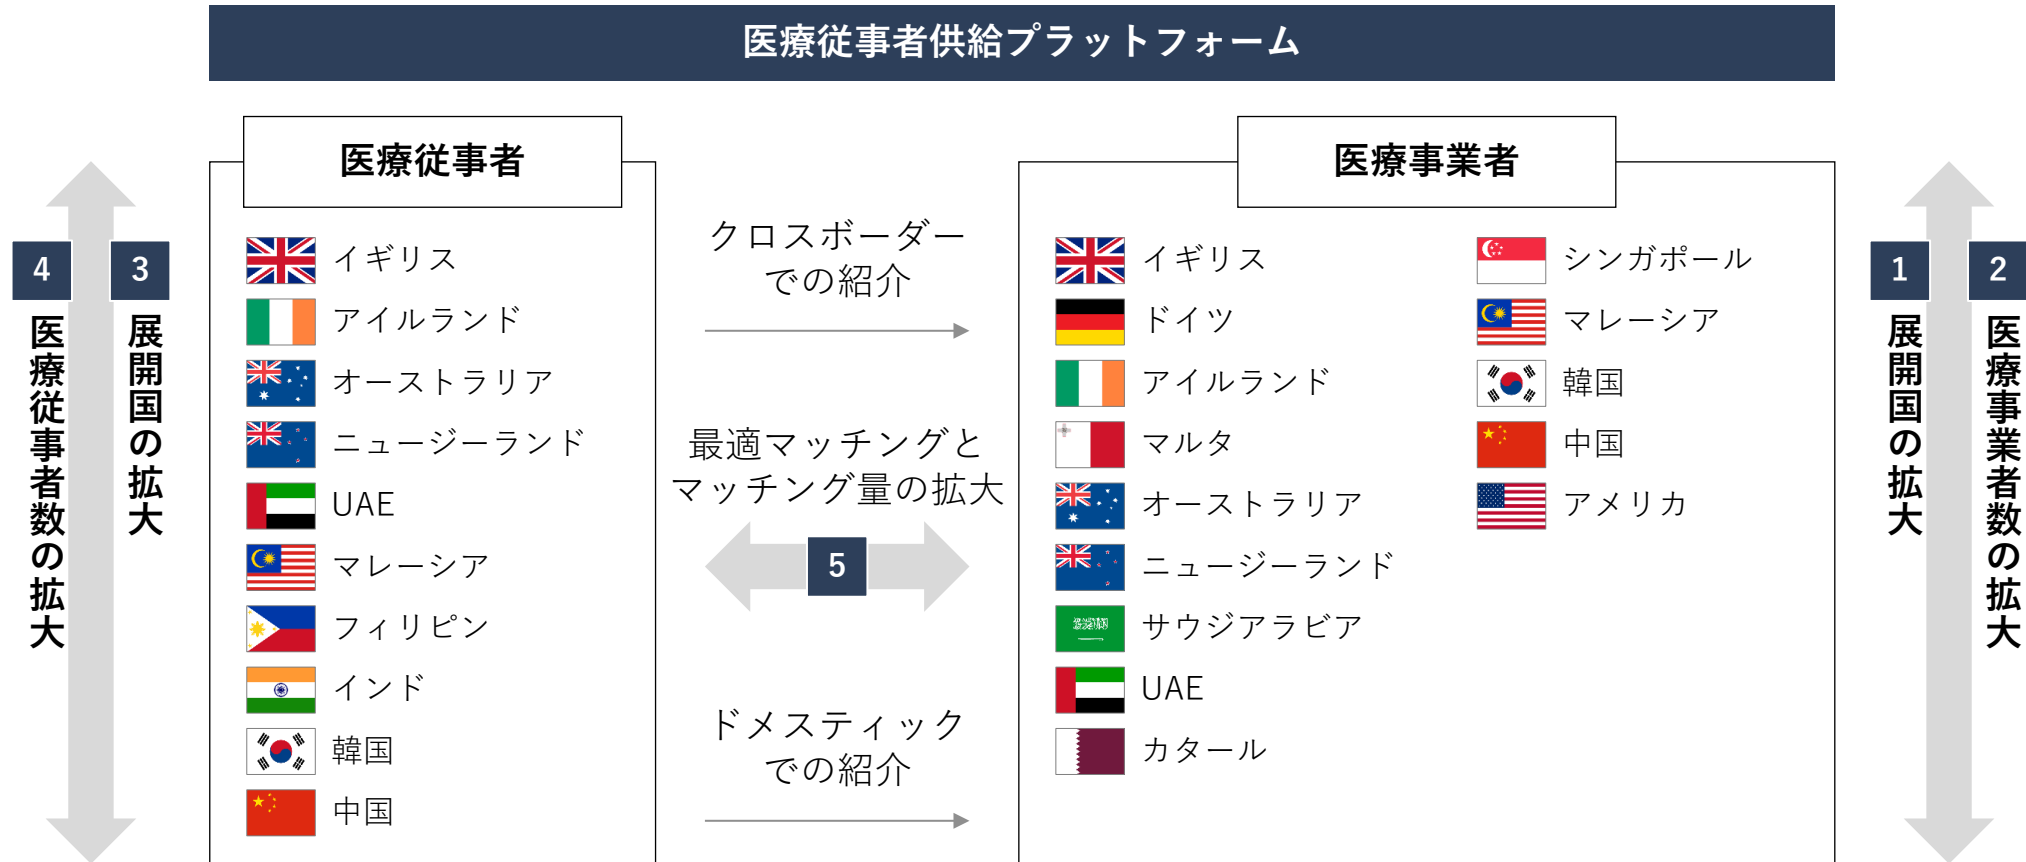 医療従事者供給プラットフォーム
医療従事者
医療事業者
4
医療従事者数の拡大
3
展開国の拡大
イギリス
アイルランド
オーストラリア
ニュージーランド
UAE
マレーシア
フィリピン
インド
韓国
中国
クロスボーダー
での紹介
最適マッチングと
マッチング量の拡大
5
ドメスティック
での紹介
イギリス
ドイツ
アイルランド
マルタ
オーストラリア
ニュージーランド
サウジアラビア
UAE
カタール
シンガポール
マレーシア
韓国
中国
アメリカ
1
展開国の拡大
2
医療事業者数の拡大